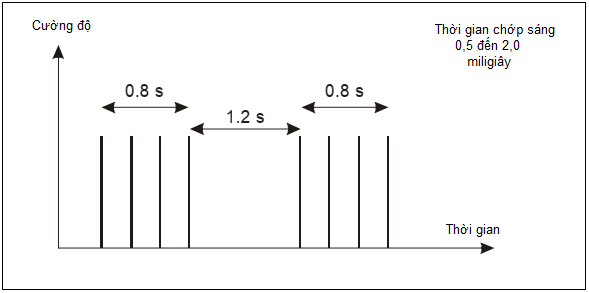 Cường độ
Thời gian chớp sáng
0,5 đến 2,0
miligiây
0.8 s
0.8 s
1.2 s
Thời gian